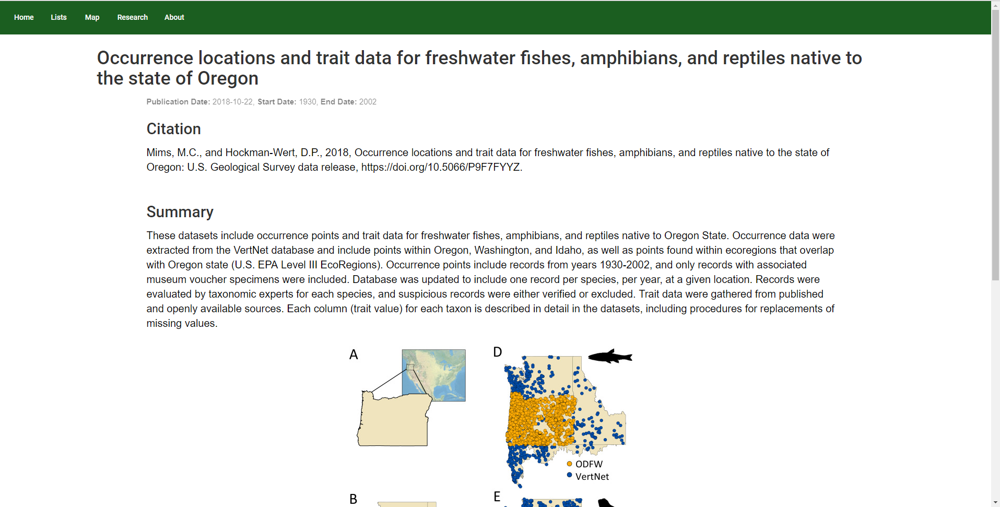 Home Lists Map Research About
Occurrence locations and trait data for freshwater fishes, amphibians, and reptiles native to
the state of Oregon
Publication Date: 2018-10-22, Start Date: 1930, End Date: 2002
Citation
Mims, M.C., and Hockman-Wert, D.P., 2018, Occurrence locations and trait data for freshwater fishes, amphibians, and reptiles native to the state of
Oregon: U.S. Geological Survey data release, https://doi.org/10.5066/P9F7FYYZ.
Summary
These datasets include occurrence points and trait data for freshwater fishes, amphibians, and reptiles native to Oregon State. Occurrence data were
extracted from the VertNet database and include points within Oregon, Washington, and Idaho, as well as points found within ecoregions that overlap
with Oregon state (U.S. EPA Level III EcoRegions). Occurrence points include records from years 1930-2002, and only records with associated
museum voucher specimens were included. Database was updated to include one record per species, per year, at a given location. Records were
evaluated by taxonomic experts for each species, and suspicious records were either verified or excluded. Trait data were gathered from published
and openly available sources. Each column (trait value) for each taxon is described in detail in the datasets, including procedures for replacements of
missing values.
A
D
ODFW
VertNet
B
E